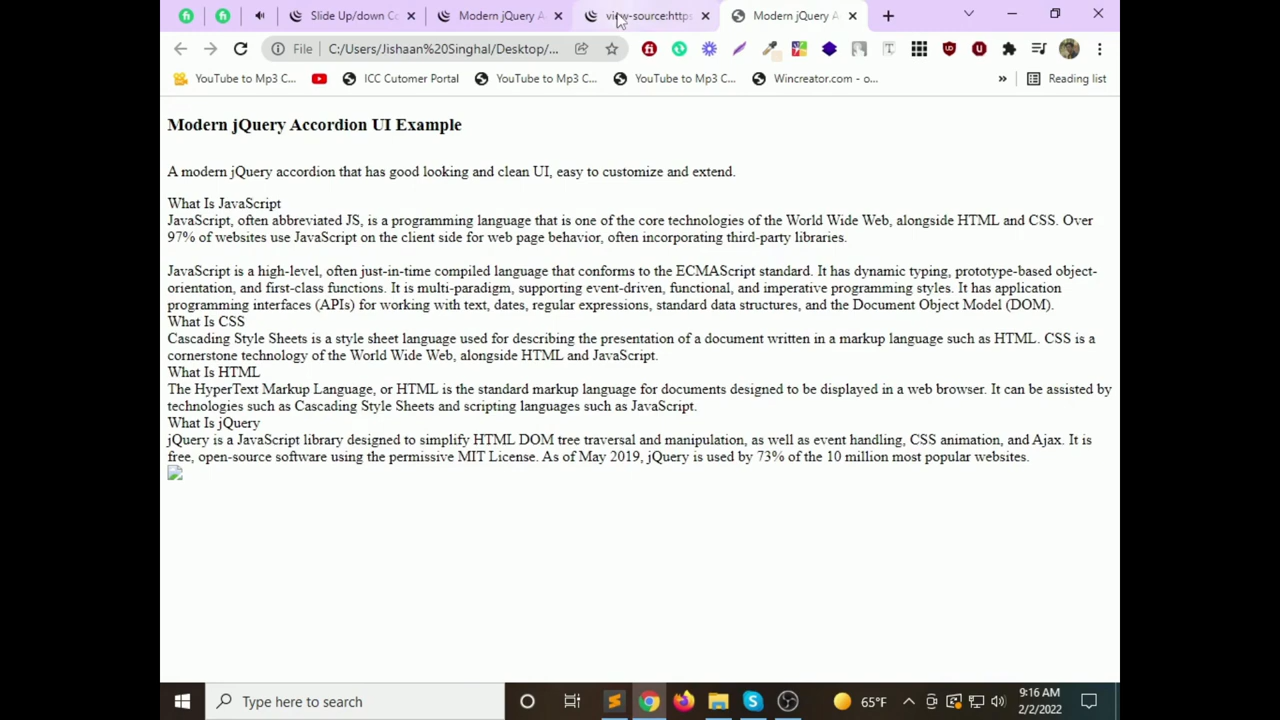 Slide Up/down Co
Modern jQuery A
view-source:https
Modern jQuery A
File
C:/Users/Jishaan%20Singhal/Desktop/...
YouTube to Mp3 C...
ICC Cutomer Portal
YouTube to Mp3 C...
YouTube to Mp3 C...
Wincreator.com - o...
»
Reading list
Modern jQuery Accordion UI Example
A modern jQuery accordion that has good looking and clean UI, easy to customize and extend.
What Is JavaScript
JavaScript, often abbreviated JS, is a programming language that is one of the core technologies of the World Wide Web, alongside HTML and CSS. Over
97% of websites use JavaScript on the client side for web page behavior, often incorporating third-party libraries.
JavaScript is a high-level, often just-in-time compiled language that conforms to the ECMAScript standard. It has dynamic typing, prototype-based object-
orientation, and first-class functions. It is multi-paradigm, supporting event-driven, functional, and imperative programming styles. It has application
programming interfaces (APIs) for working with text, dates, regular expressions, standard data structures, and the Document Object Model (DOM).
What Is CSS
Cascading Style Sheets is a style sheet language used for describing the presentation of a document written in a markup language such as HTML. CSS is a
cornerstone technology of the World Wide Web, alongside HTML and JavaScript.
What Is HTML
The HyperText Markup Language, or HTML is the standard markup language for documents designed to be displayed in a web browser. It can be assisted by
technologies such as Cascading Style Sheets and scripting languages such as JavaScript.
What Is jQuery
jQuery is a JavaScript library designed to simplify HTML DOM tree traversal and manipulation, as well as event handling, CSS animation, and Ajax. It is
free, open-source software using the permissive MIT License. As of May 2019, jQuery is used by 73% of the 10 million most popular websites.
Type here to search
65°F
9:16 AM
2/2/2022